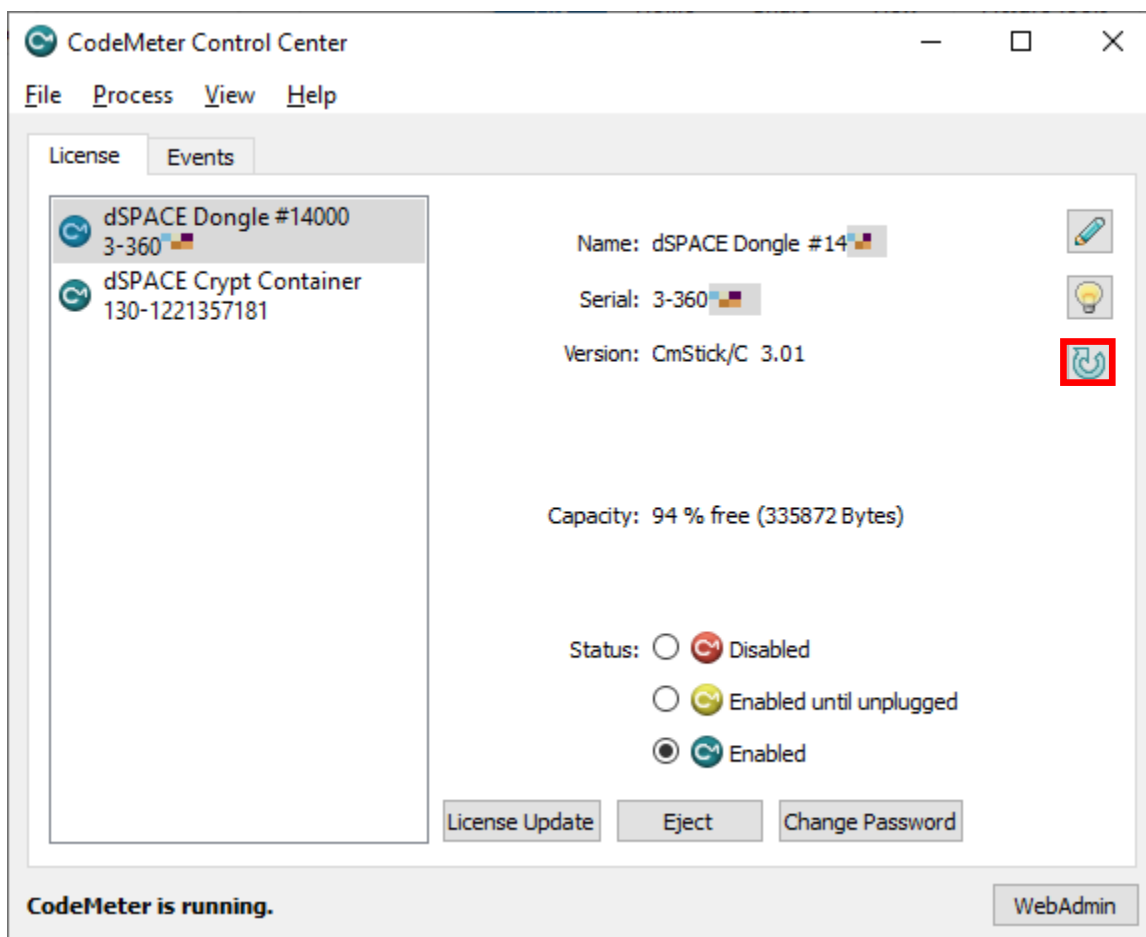 CodeMeter Control Center
File Process View Help
License Events
dSPACE Dongle #14000
3-360
dSPACE Crypt Container
130-1221357181
Name: dSPACE Dongle #14
Serial: 3-360
Version: CmStick/C 3.01
Capacity: 94 % free (335872 Bytes)
Status: Disabled
Enabled until unplugged
Enabled
License Update Eject Change Password
CodeMeter is running.
WebAdmin